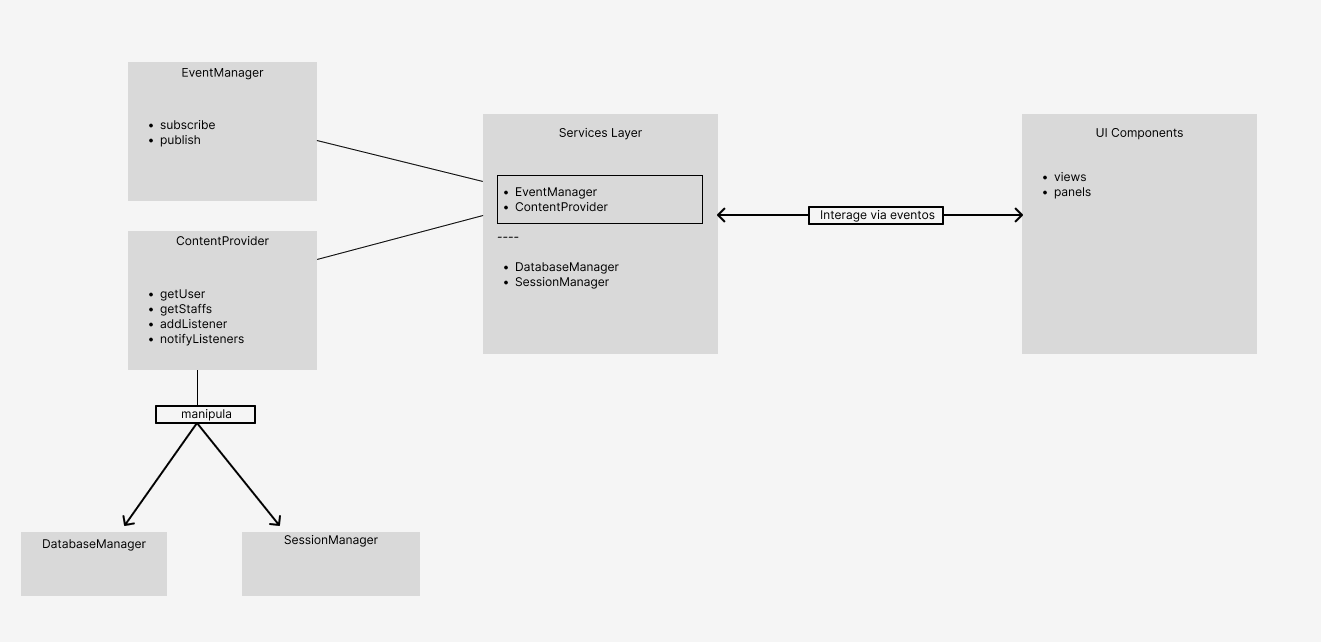 EventManager
• subscribe
• publish
ContentProvider
• getUser
• getStaffs
• addListener
• notifyListeners
manipula
DatabaseManager
SessionManager
Services Layer
• EventManager
• ContentProvider
----
• DatabaseManager
• SessionManager
Interage via eventos
UI Components
• views
• panels